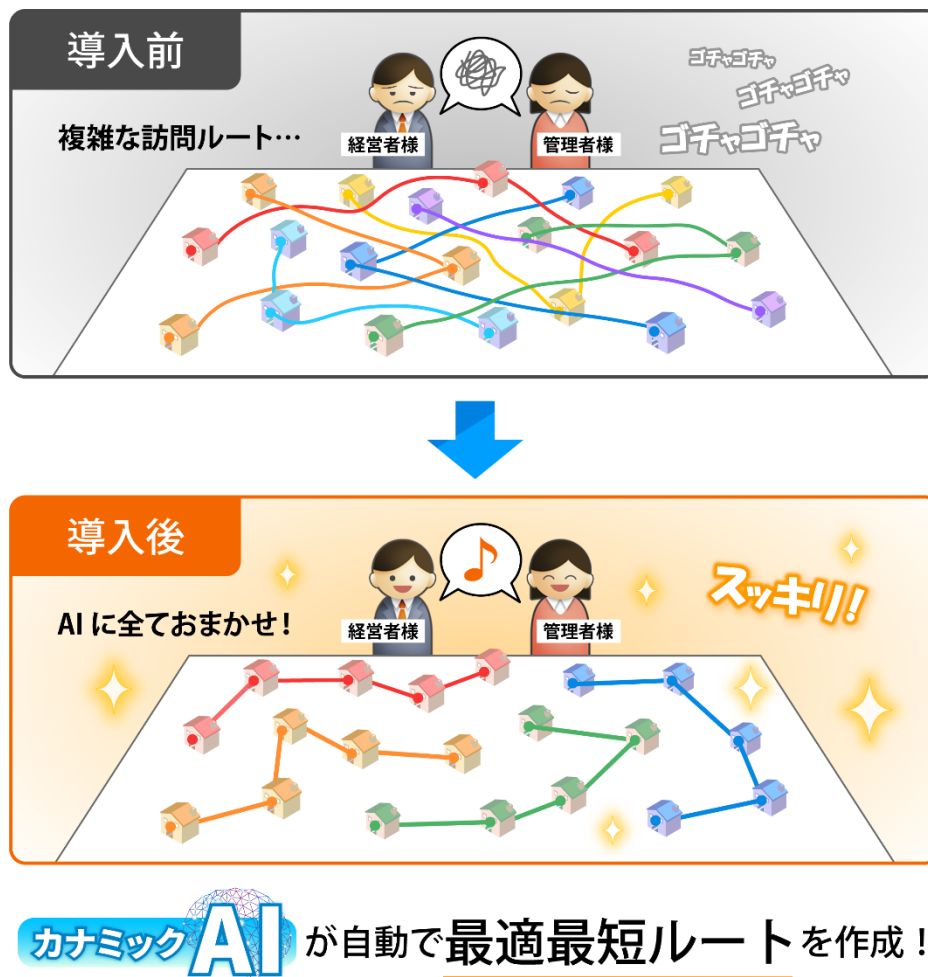 導入前
ゴチャゴチャ
ゴチャゴチャ
ゴチャゴチャ
複雑な訪問ルート…
経営者様
管理者様
導入後
スッキリ!
AIに全ておまかせ!
経営者様
管理者様
カナミックAIが自動で最適最短ルートを作成!